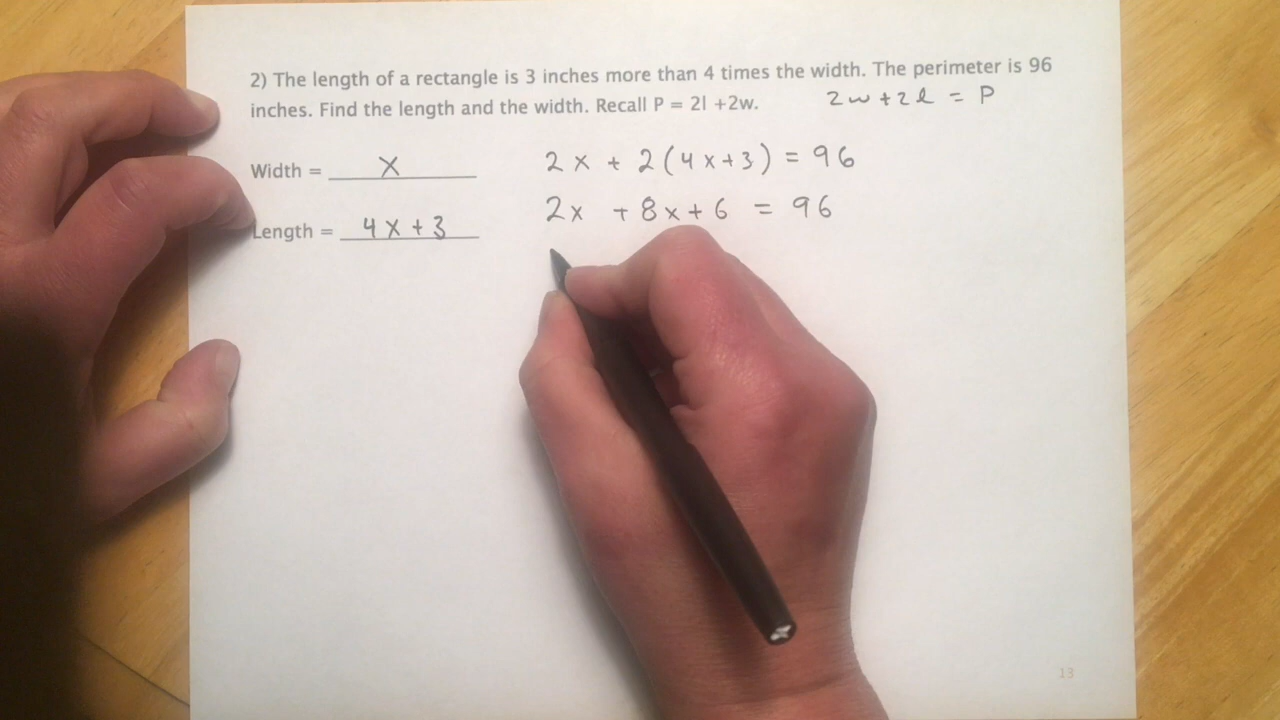 2) The length of a rectangle is 3 inches more than 4 times the width. The perimeter is 96
inches. Find the length and the width. Recall P = 2l +2w.
2w + 2l = P
Width = x
2x + 2(4x+3) = 96
Length = 4x+3
2x + 8x + 6 = 96
13